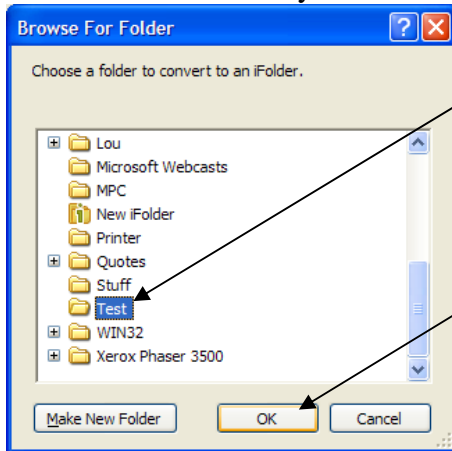 Browse For Folder
Choose a folder to convert to an iFolder.
Lou
Microsoft Webcasts
MPC
New iFolder
Printer
Quotes
Stuff
Test
WIN32
Xerox Phaser 3500
Make New Folder OK Cancel